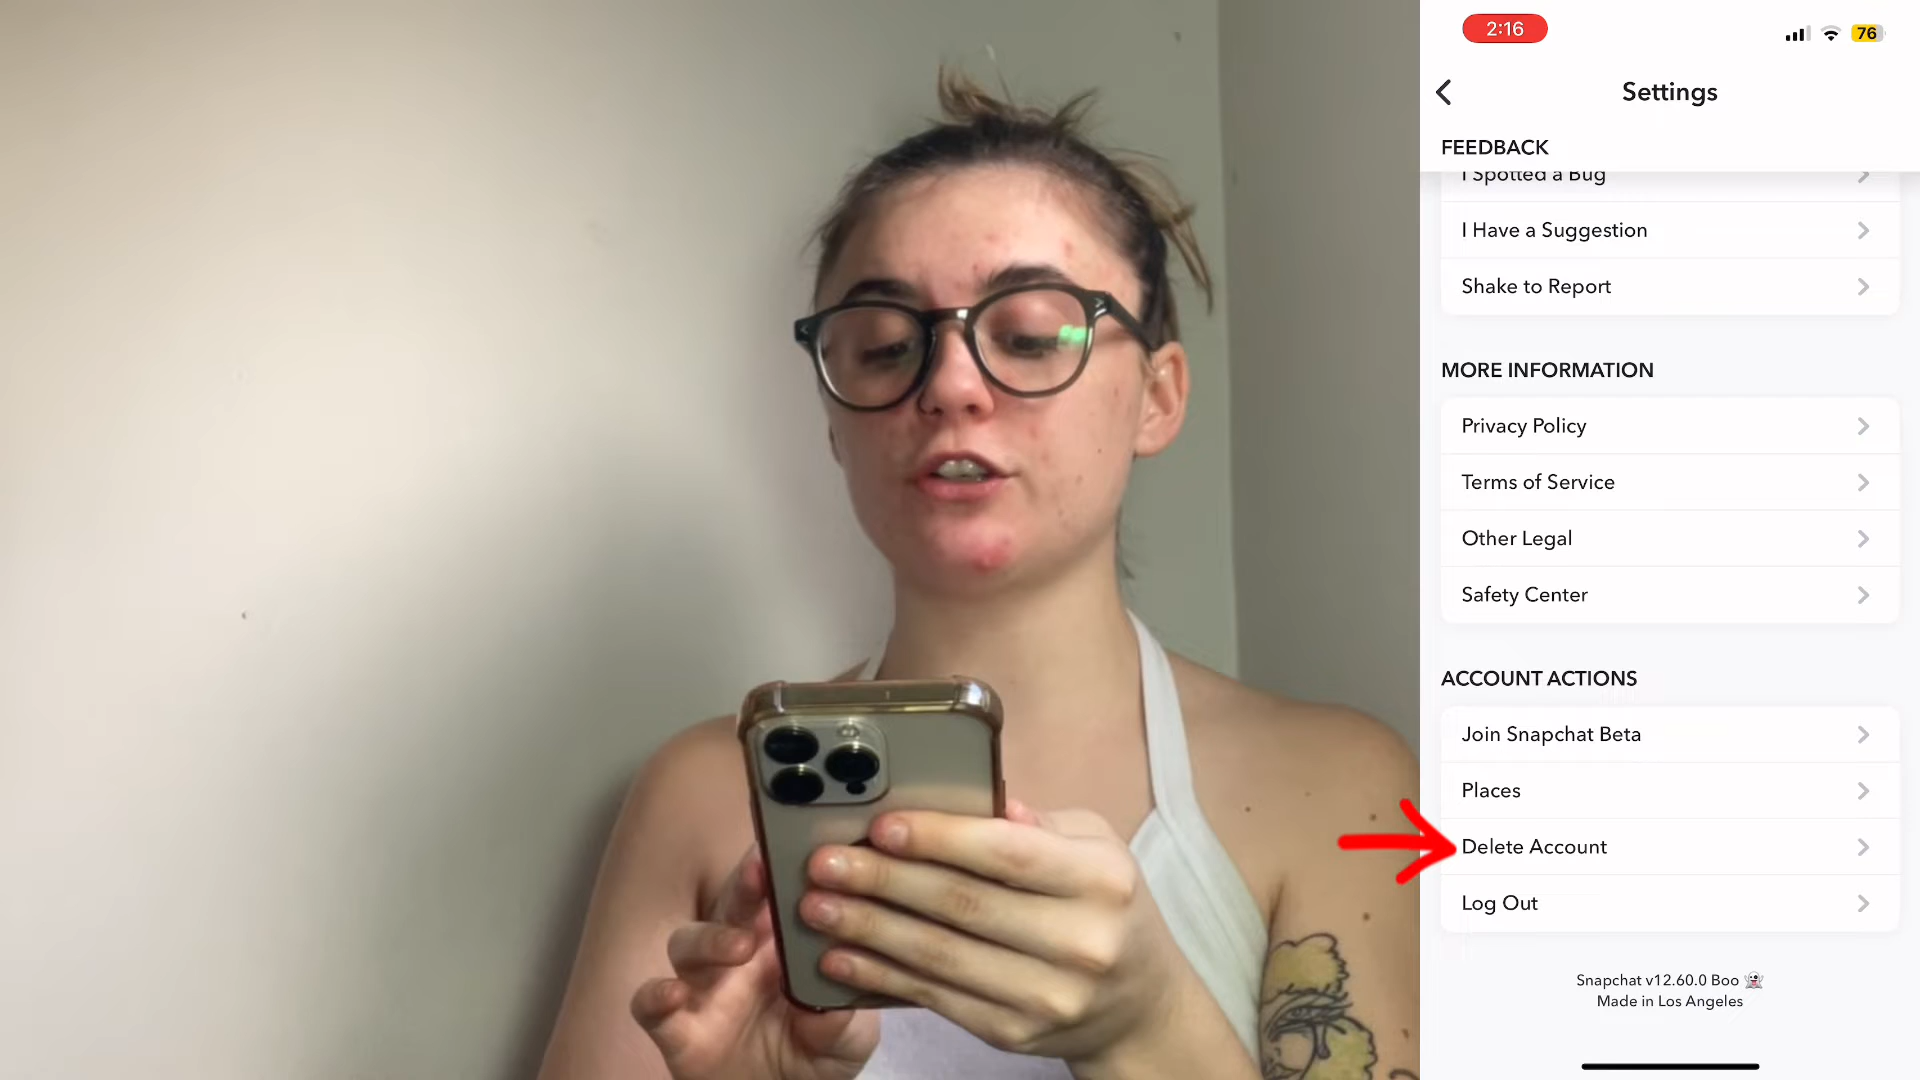 2:16
76
Settings
FEEDBACK
I Spotted a Bug
I Have a Suggestion
Shake to Report
MORE INFORMATION
Privacy Policy
Terms of Service
Other Legal
Safety Center
ACCOUNT ACTIONS
Join Snapchat Beta
Places
Delete Account
Log Out
Snapchat v12.60.0 Boo 👻
Made in Los Angeles